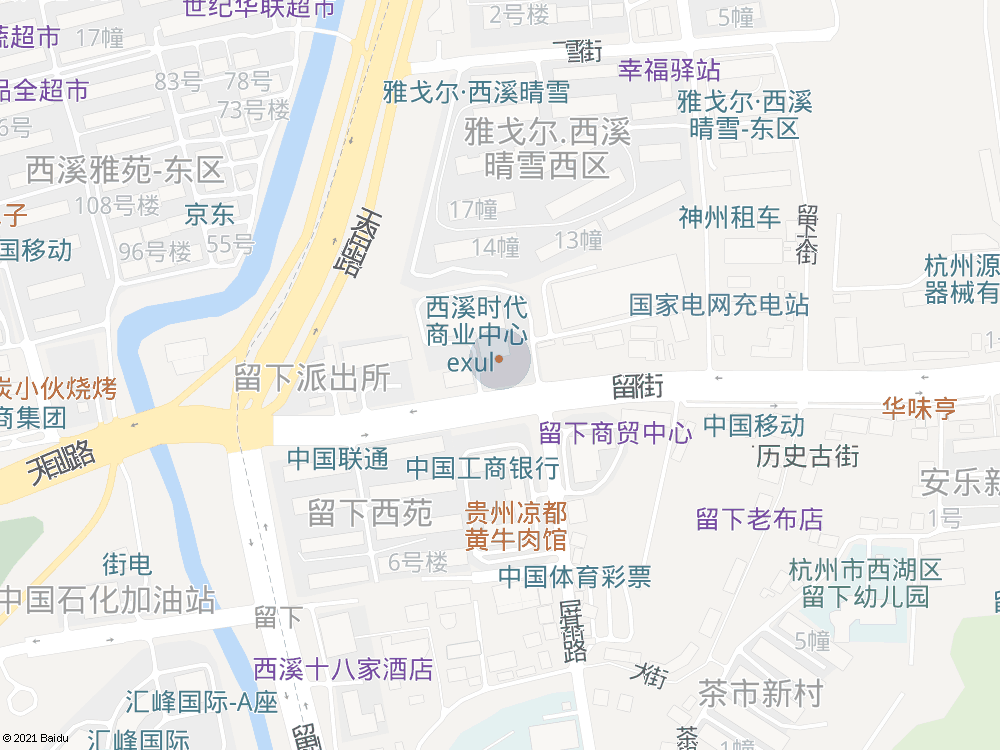 世纪华联超市
2号楼
5幢
蔬超市
17幢
雪街
幸福驿站
83号
78号
品全超市
73号楼
雅戈尔·西溪晴雪
雅戈尔·西溪
晴雪-东区
6号
雅戈尔.西溪
晴雪西区
西溪雅苑-东区
108号楼
京东
17幢
神州租车
留下街
天目山路
国移动
96号楼
55号
14幢
13幢
杭州源
器械有
西溪时代
商业中心
国家电网充电站
exul
留下派出所
炭小伙烧烤
商集团
留下街
华味亨
中国移动
留下商贸中心
天目山路
中国联通
中国工商银行
历史古街
安乐新
留下西苑
贵州凉都
黄牛肉馆
留下老布店
1号
6号楼
街电
中国体育彩票
杭州市西湖区
留下幼儿园
中国石化加油站
留下
屏基路
5幢
西溪十八家酒店
大街
茶市新村
汇峰国际-A座
汇峰国际
留
茶
1幢
© 2021 Baidu